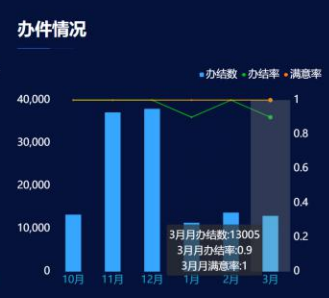 办件情况
办结数 办结率 满意率
40,000
30,000
20,000
10,000
0
1
0.8
0.6
0.4
0.2
0
3月月办结数:13005
3月月办结率:0.9
3月月满意率:1
10月 11月 12月 1月 2月 3月